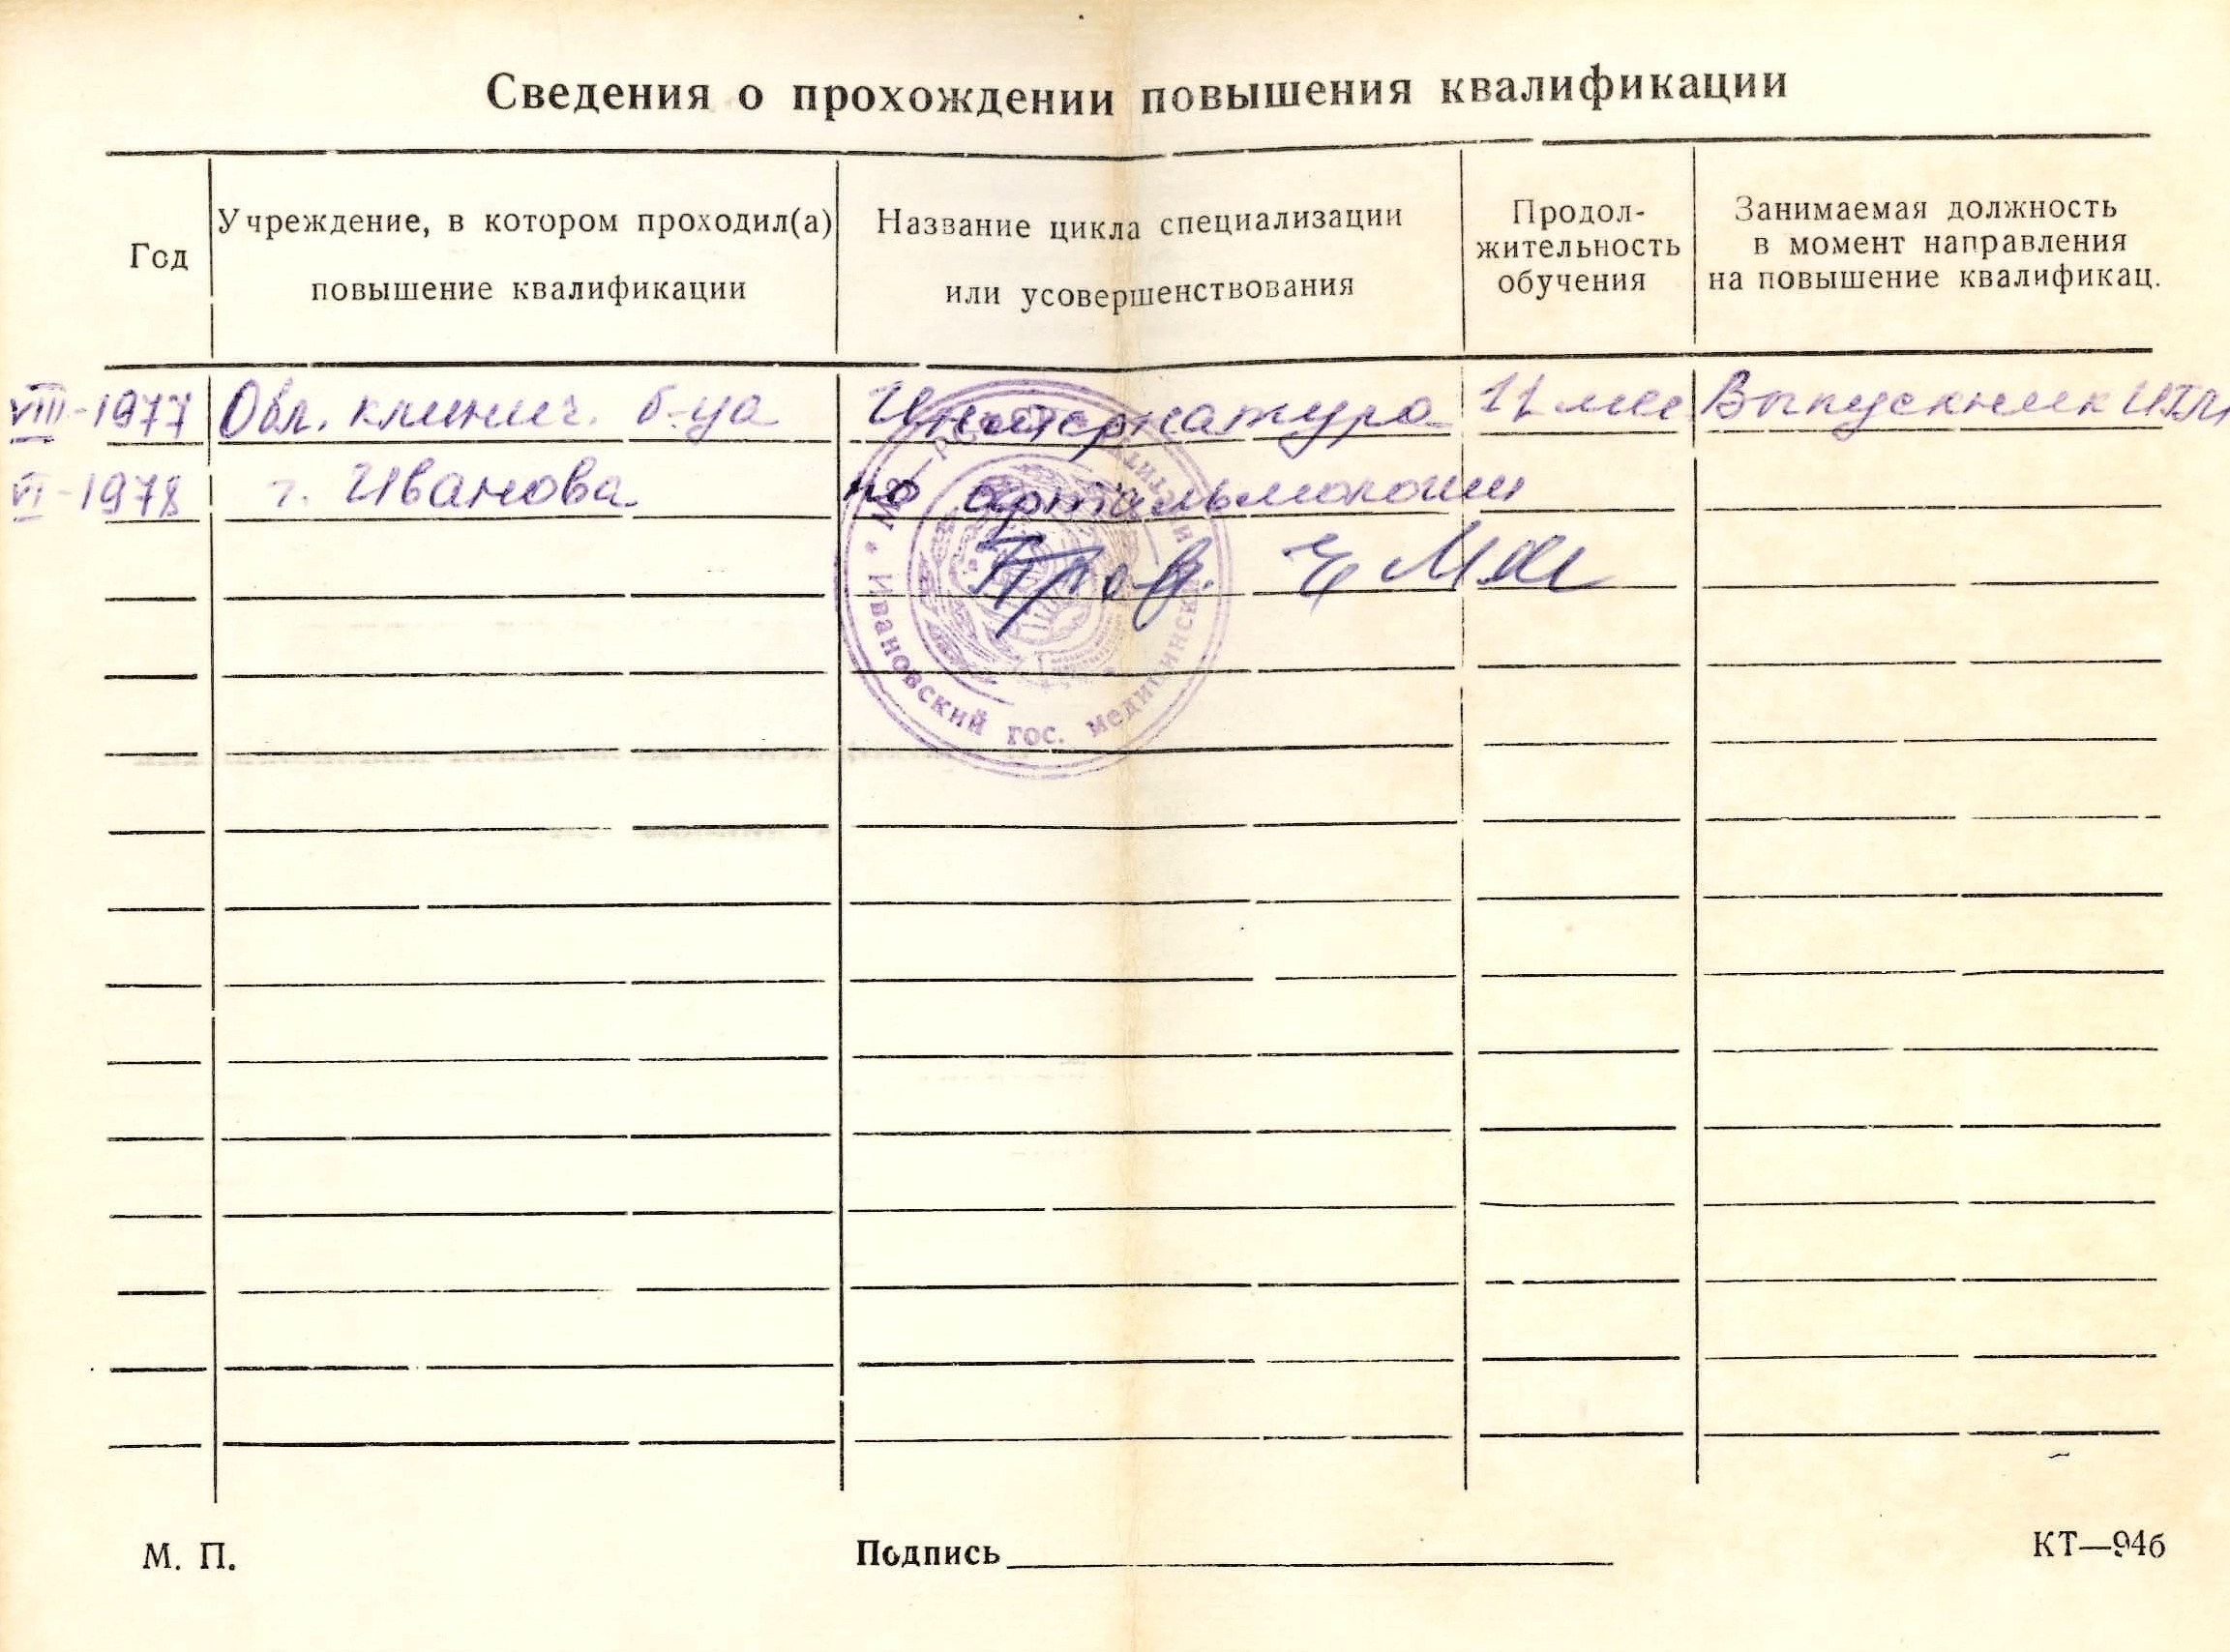 Сведения о прохождении повышения квалификации
Год
Учреждение, в котором проходил(а)
повышение квалификации
Название цикла специализации
или усовершенствования
Продол-
жительность
обучения
Занимаемая должность
в момент направления
на повышение квалификац.
VIII-1977 Обл. клинич. б-ца Интернатура 11 мес Выпускник
VI-1978 г. Иванова по офтальмологии
Проф.
Ивановский гос. медицинский
М. П.
Подпись
КТ—94б